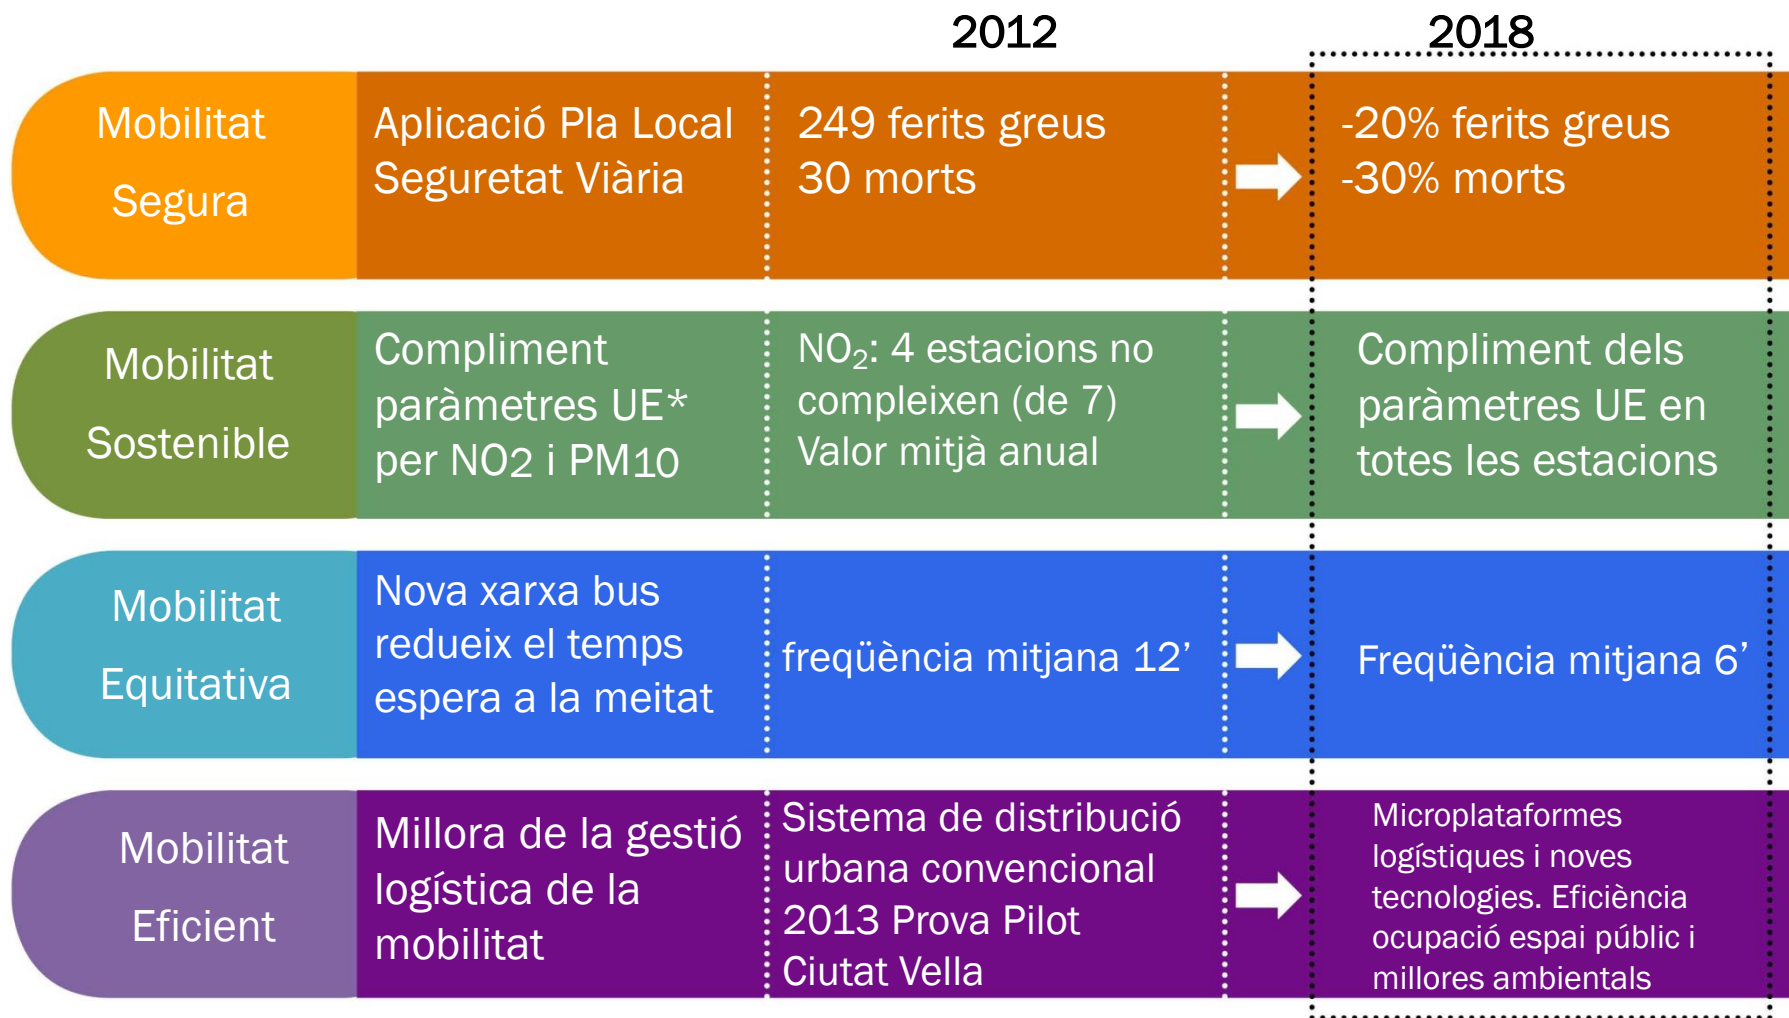 2012
2018
Mobilitat
Segura
Aplicació Pla Local
Seguretat Viària
249 ferits greus
30 morts
-20% ferits greus
-30% morts
Mobilitat
Sostenible
Compliment
paràmetres UE*
per NO2 i PM10
NO₂: 4 estacions no
compleixen (de 7)
Valor mitjà anual
Compliment dels
paràmetres UE en
totes les estacions
Mobilitat
Equitativa
Nova xarxa bus
redueix el temps
espera a la meitat
freqüència mitjana 12’
Freqüència mitjana 6’
Mobilitat
Eficient
Millora de la gestió
logística de la
mobilitat
Sistema de distribució
urbana convencional
2013 Prova Pilot
Ciutat Vella
Microplataformes
logístiques i noves
tecnologies. Eficiència
ocupació espai públic i
millores ambientals